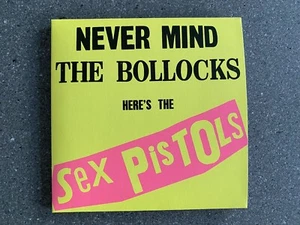 NEVER MIND
THE BOLLOCKS
HERE'S THE
Sex PiSTOLS